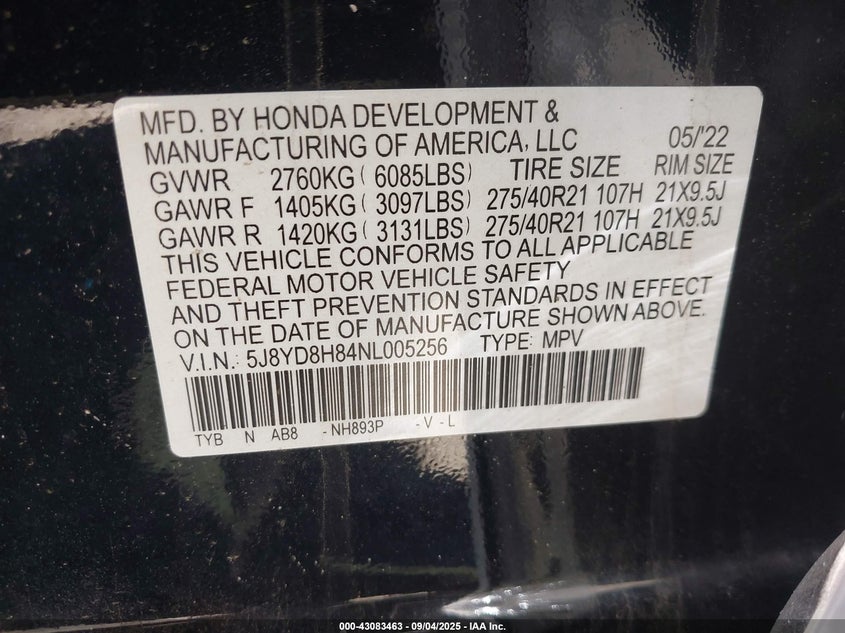 MFD. BY HONDA DEVELOPMENT &
MANUFACTURING OF AMERICA, LLC 05/'22
GVWR 2760KG ( 6085LBS) TIRE SIZE RIM SIZE
GAWR F 1405KG ( 3097LBS) 275/40R21 107H 21X9.5J
GAWR R 1420KG ( 3131LBS) 275/40R21 107H 21X9.5J
THIS VEHICLE CONFORMS TO ALL APPLICABLE
FEDERAL MOTOR VEHICLE SAFETY
AND THEFT PREVENTION STANDARDS IN EFFECT
ON THE DATE OF MANUFACTURE SHOWN ABOVE.
V.I.N.: 5J8YD8H84NL005256 TYPE: MPV
TYB N AB8 -NH893P -V-L
000-43083463 - 09/04/2025 - IAA Inc.